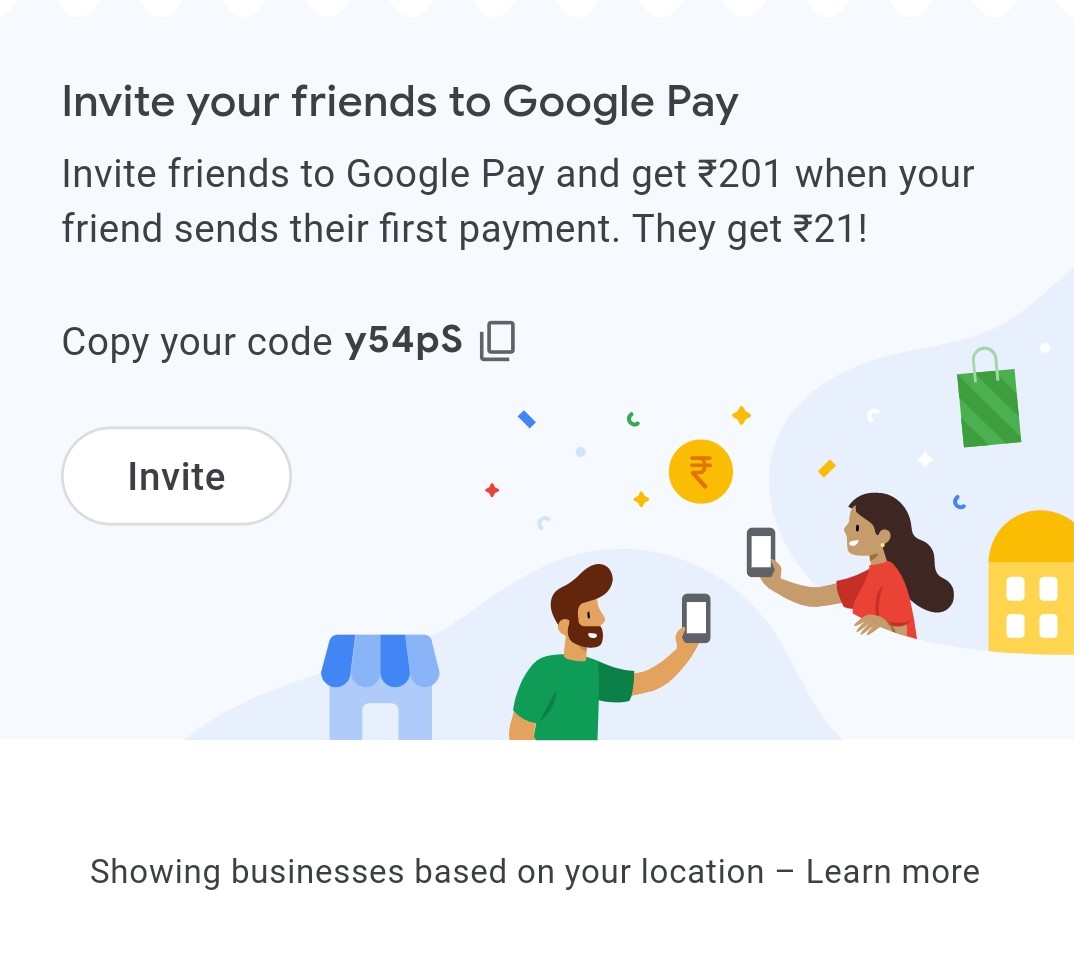 Invite your friends to Google Pay
Invite friends to Google Pay and get ₹201 when your
friend sends their first payment. They get ₹21!
Copy your code y54pS
Invite
₹
Showing businesses based on your location – Learn more